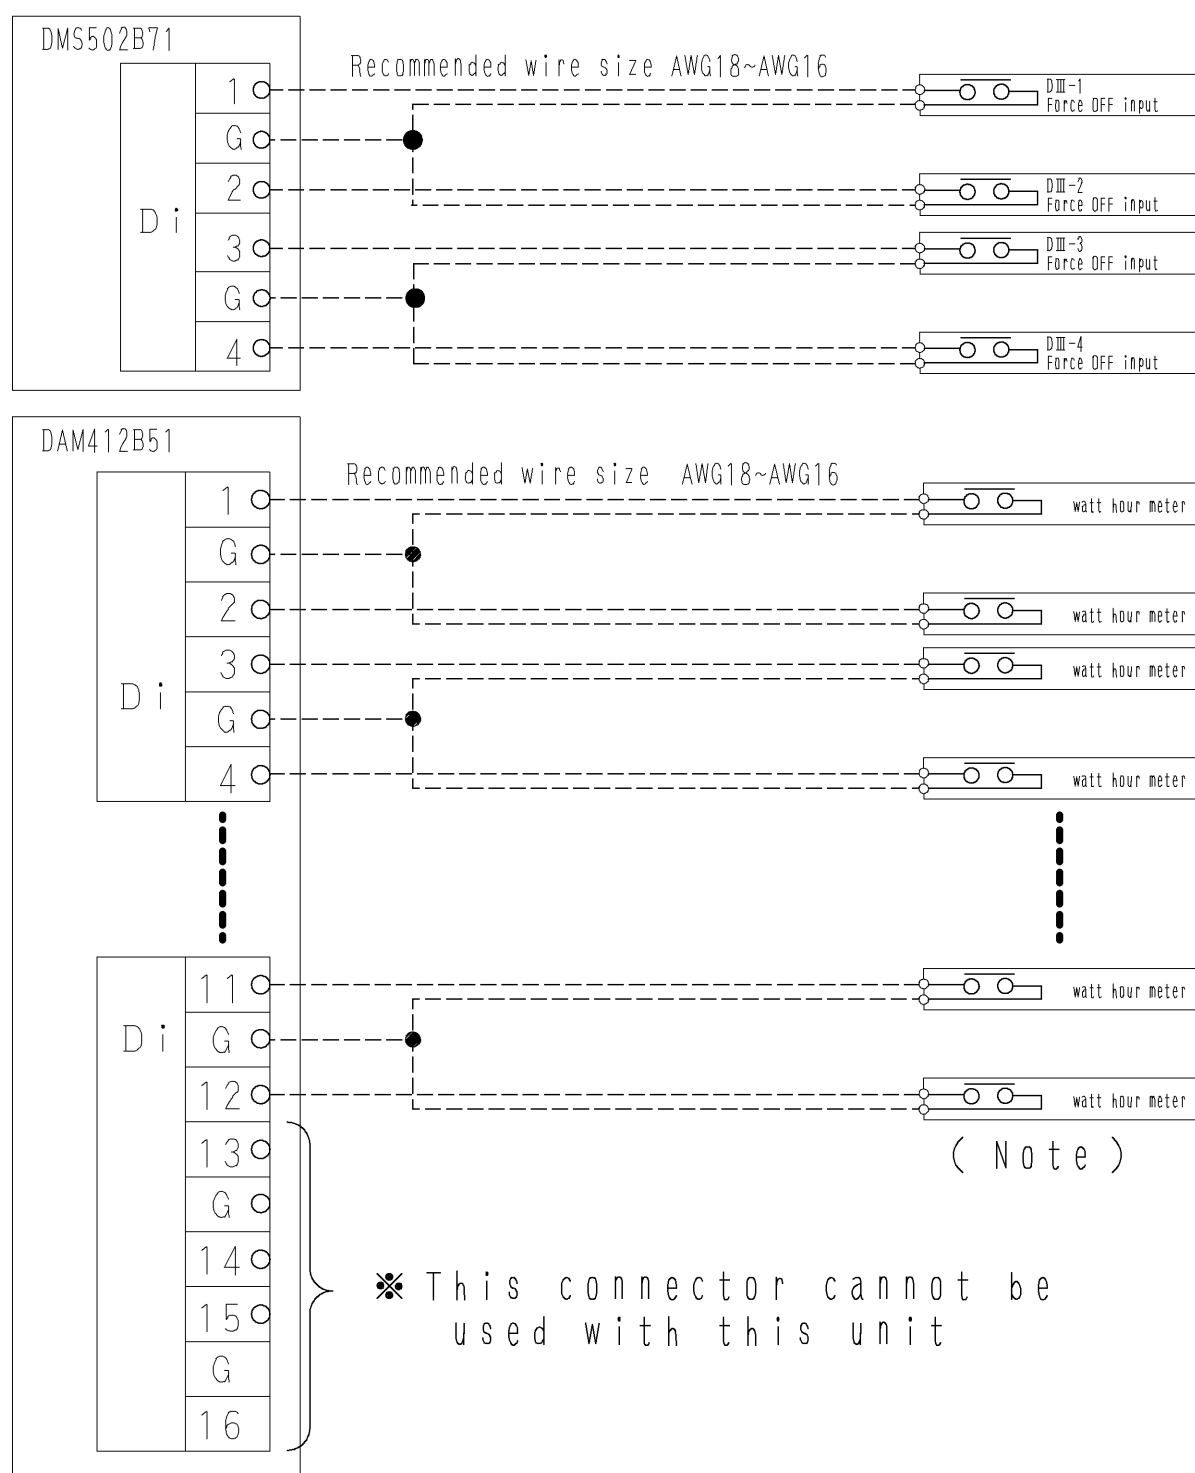 DMS502B71
Recommended wire size AWG18~AWG16
Di
1
G
2
3
G
4
DⅢ-1
Force OFF input
DⅢ-2
Force OFF input
DⅢ-3
Force OFF input
DⅢ-4
Force OFF input
DAM412B51
Recommended wire size AWG18~AWG16
Di
1
G
2
3
G
4
watt hour meter
watt hour meter
watt hour meter
watt hour meter
Di
11
G
12
13
G
14
15
G
16
watt hour meter
watt hour meter
(Note)
※ This connector cannot be
used with this unit